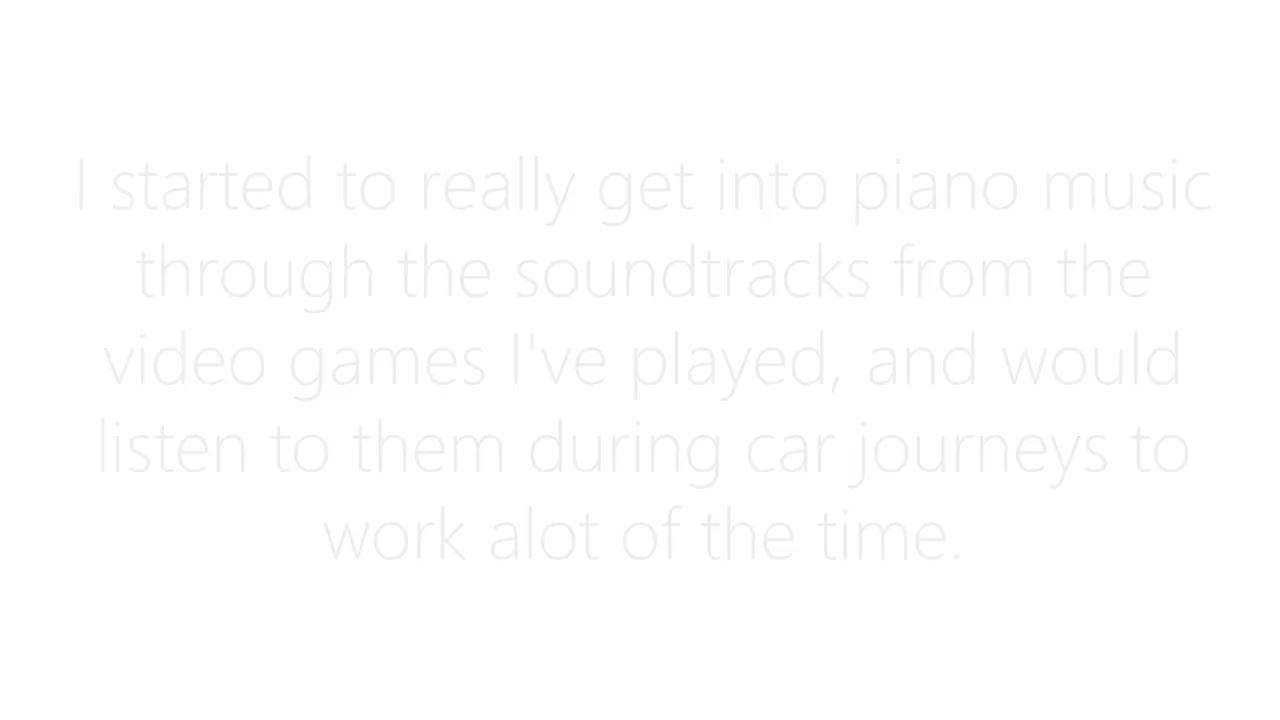 I started to really get into piano music
through the soundtracks from the
video games I've played, and would
listen to them during car journeys to
work alot of the time.